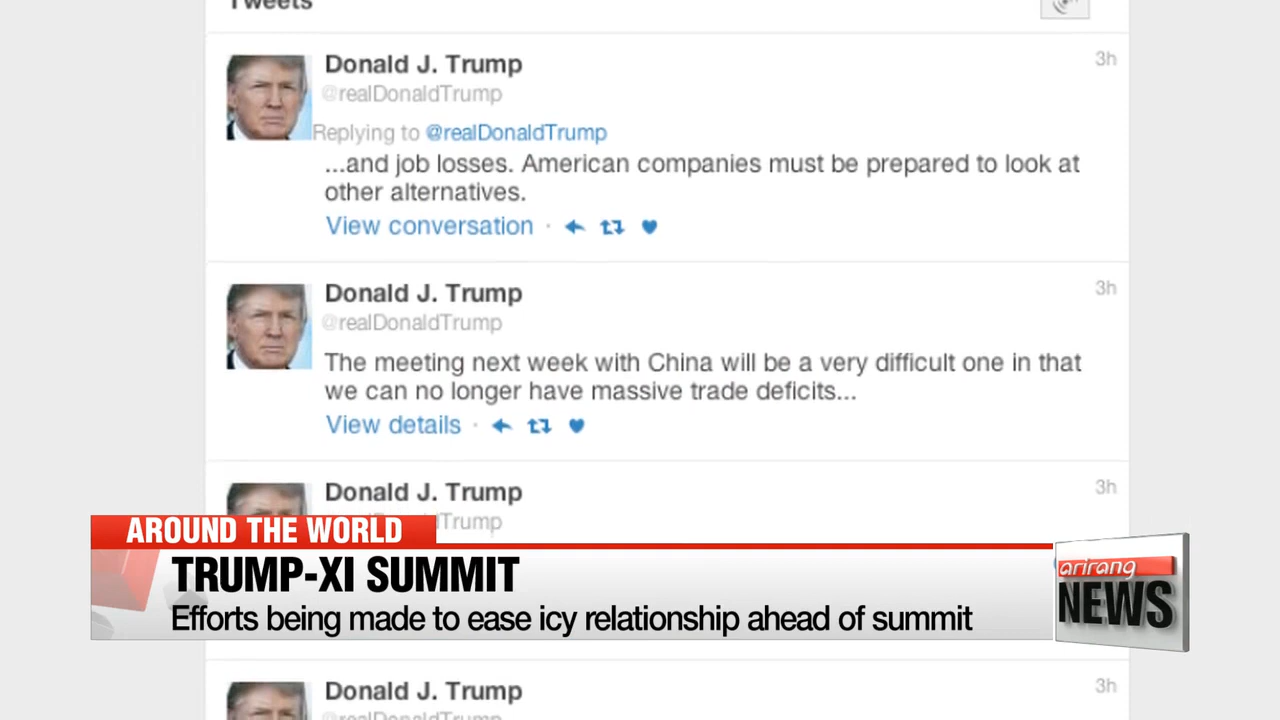 Tweets
Donald J. Trump
3h
@realDonaldTrump
Replying to @realDonaldTrump
...and job losses. American companies must be prepared to look at
other alternatives.
View conversation
Donald J. Trump
3h
@realDonaldTrump
The meeting next week with China will be a very difficult one in that
we can no longer have massive trade deficits...
View details
Donald J. Trump
3h
Trump
AROUND THE WORLD
TRUMP-XI SUMMIT
Efforts being made to ease icy relationship ahead of summit
arirang
NEWS
Donald J. Trump
3h
@realDonaldTrump